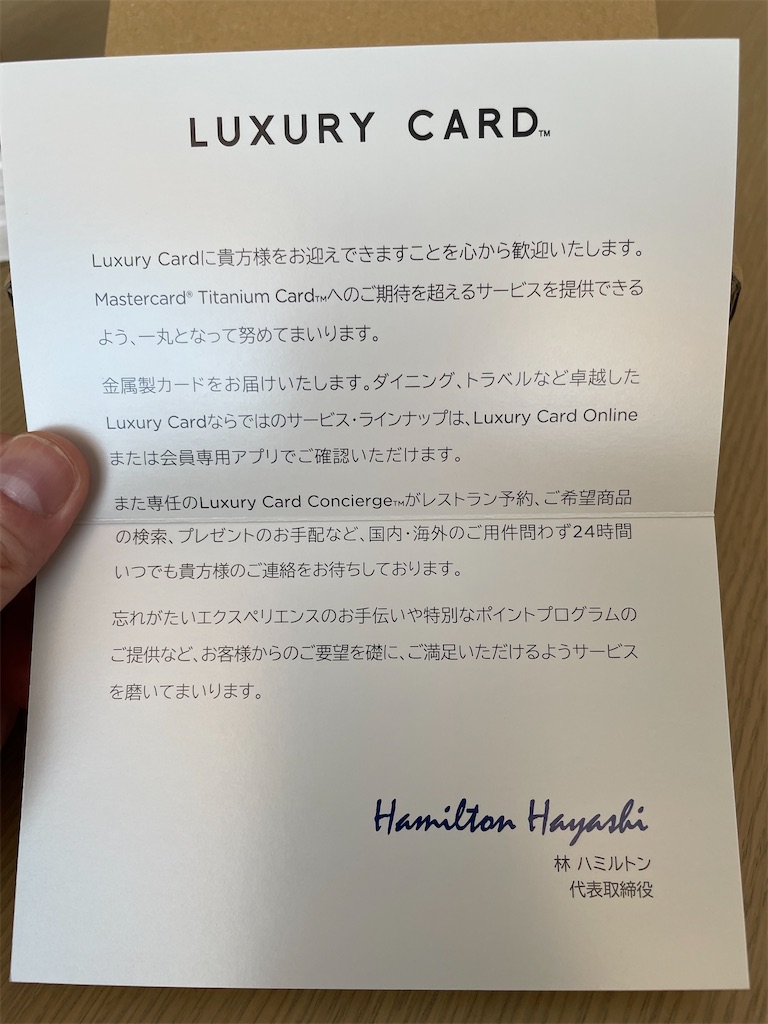 LUXURY CARD™
Luxury Cardに貴方様をお迎えできますことを心から歓迎いたします。
Mastercard® Titanium Card™へのご期待を超えるサービスを提供できる
よう、一丸となって努めてまいります。
金属製カードをお届けいたします。ダイニング、トラベルなど卓越した
Luxury Cardならではのサービス・ラインナップは、Luxury Card Online
または会員専用アプリでご確認いただけます。
また専任のLuxury Card Concierge™がレストラン予約、ご希望商品
の検索、プレゼントのお手配など、国内・海外のご用件問わず24時間
いつでも貴方様のご連絡をお待ちしております。
忘れがたいエクスペリエンスのお手伝いや特別なポイントプログラムの
ご提供など、お客様からのご要望を礎に、ご満足いただけるようサービス
を磨いてまいります。
Hamilton Hayashi
林 ハミルトン
代表取締役